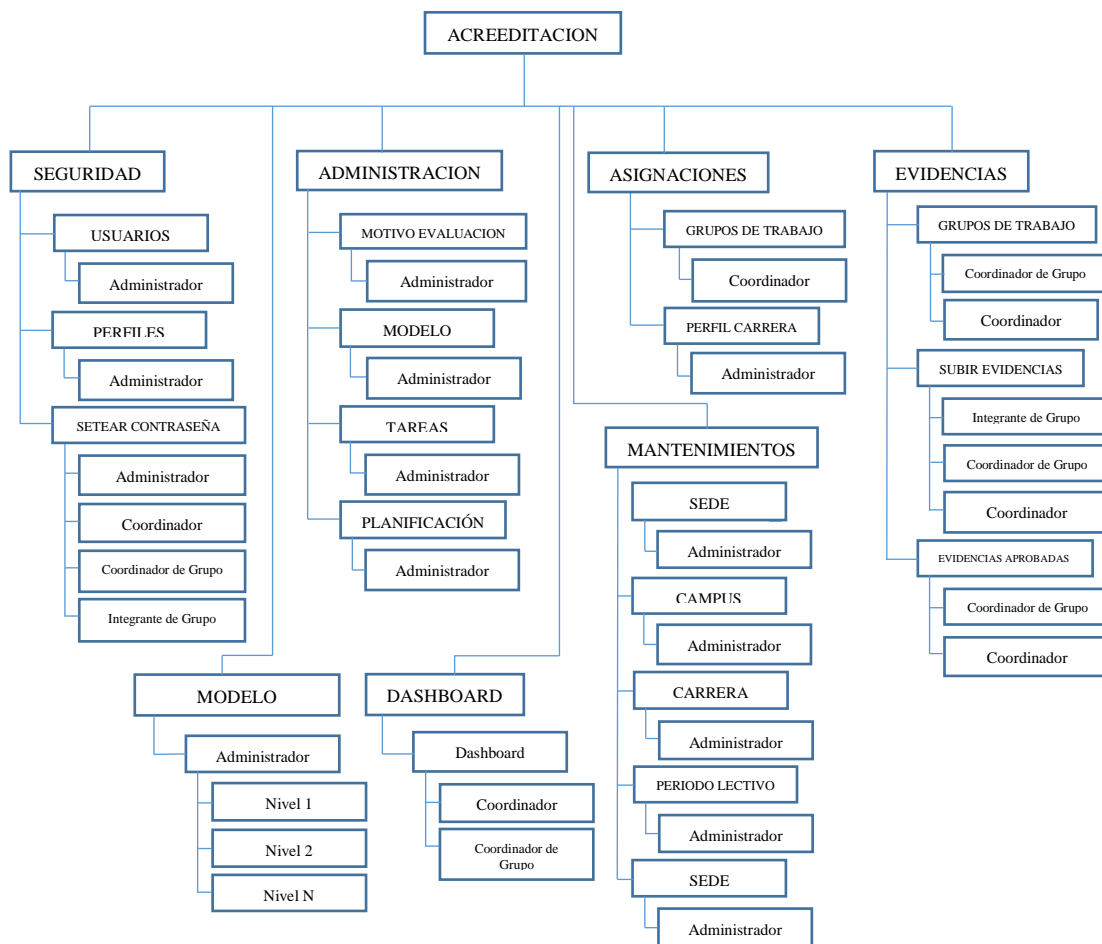 ACREEDITACION
SEGURIDAD
USUARIOS
Administrador
PERFILES
Administrador
SETEAR CONTRASEÑA
Administrador
Coordinador
Coordinador de Grupo
Integrante de Grupo
ADMINISTRACION
MOTIVO EVALUACION
Administrador
MODELO
Administrador
TAREAS
Administrador
PLANIFICACIÓN
Administrador
ASIGNACIONES
GRUPOS DE TRABAJO
Coordinador
PERFIL CARRERA
Administrador
EVIDENCIAS
GRUPOS DE TRABAJO
Coordinador de Grupo
Coordinador
SUBIR EVIDENCIAS
Integrante de Grupo
Coordinador de Grupo
Coordinador
EVIDENCIAS APROBADAS
Coordinador de Grupo
Coordinador
MODELO
Administrador
Nivel 1
Nivel 2
Nivel N
DASHBOARD
Dashboard
Coordinador
Coordinador de
Grupo
MANTENIMIENTOS
SEDE
Administrador
CAMPUS
Administrador
CARRERA
Administrador
PERIODO LECTIVO
Administrador
SEDE
Administrador